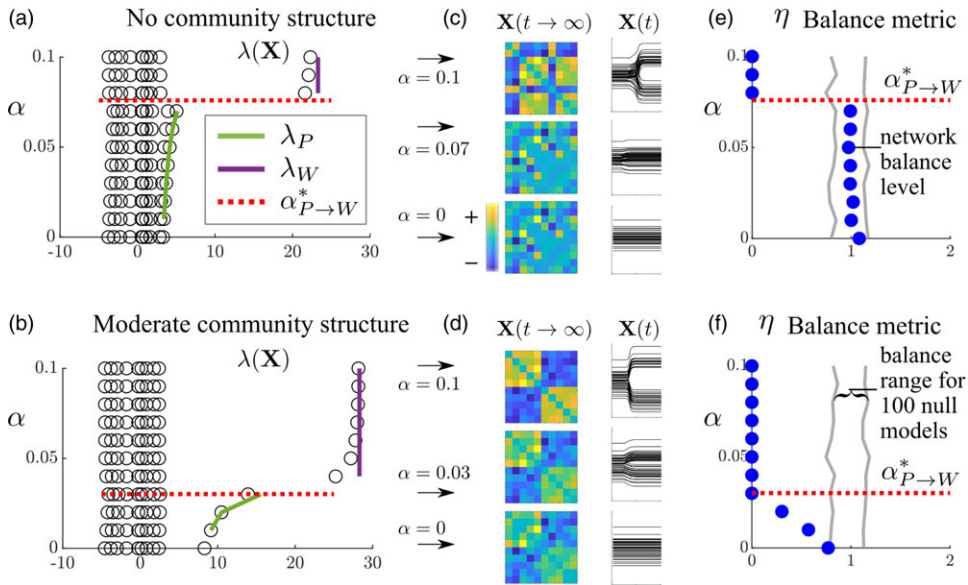 (a) No community structure
λ(X)
α
0.1
0.05
0
-10 0 10 20 30
λ_P
λ_W
α*_{P→W}
(c) X(t → ∞) X(t)
α = 0.1
α = 0.07
α = 0
+
−
(e) η Balance metric
0.1
α
0.05
0
0 1 2
α*_{P→W}
network
balance
level
(b) Moderate community structure
λ(X)
α
0.1
0.05
0
-10 0 10 20 30
(d) X(t → ∞) X(t)
α = 0.1
α = 0.03
α = 0
(f) η Balance metric
0.1
α
0.05
0
0 1 2
balance
range for
100 null
models
α*_{P→W}